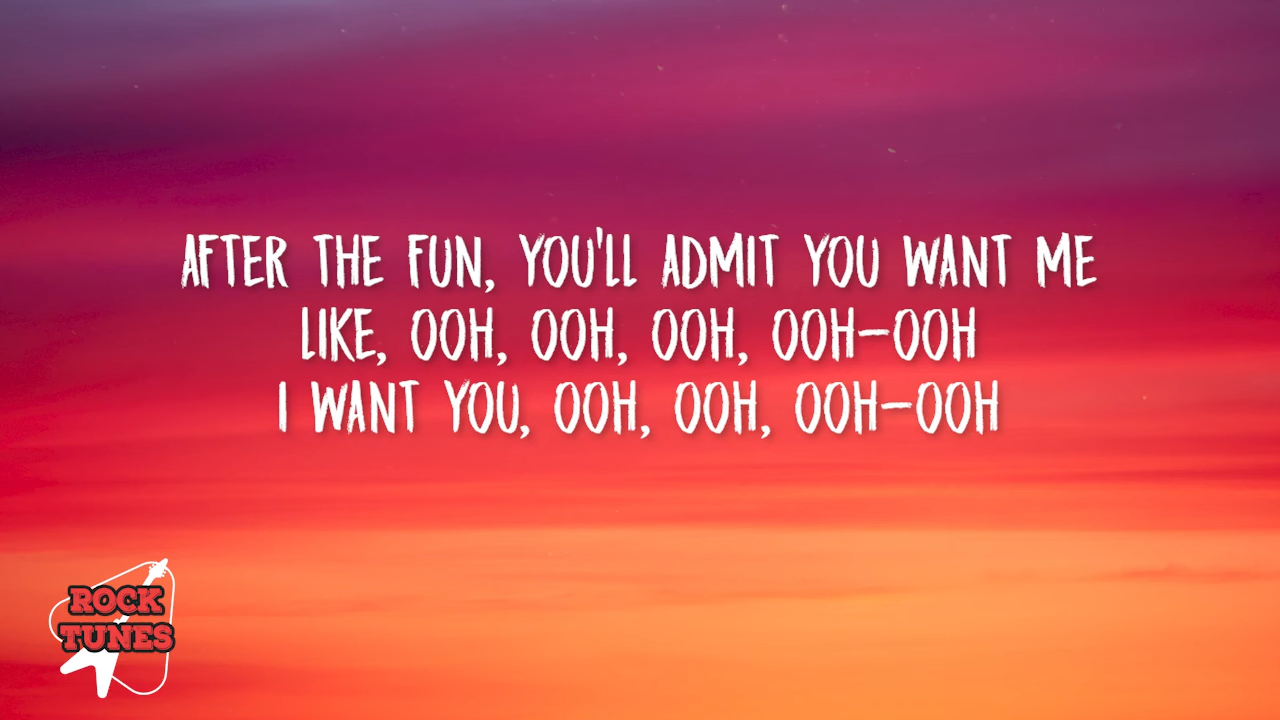 AFTER THE FUN, YOU'LL ADMIT YOU WANT ME
LIKE, OOH, OOH, OOH, OOH-OOH
I WANT YOU, OOH, OOH, OOH-OOH
ROCK
TUNES